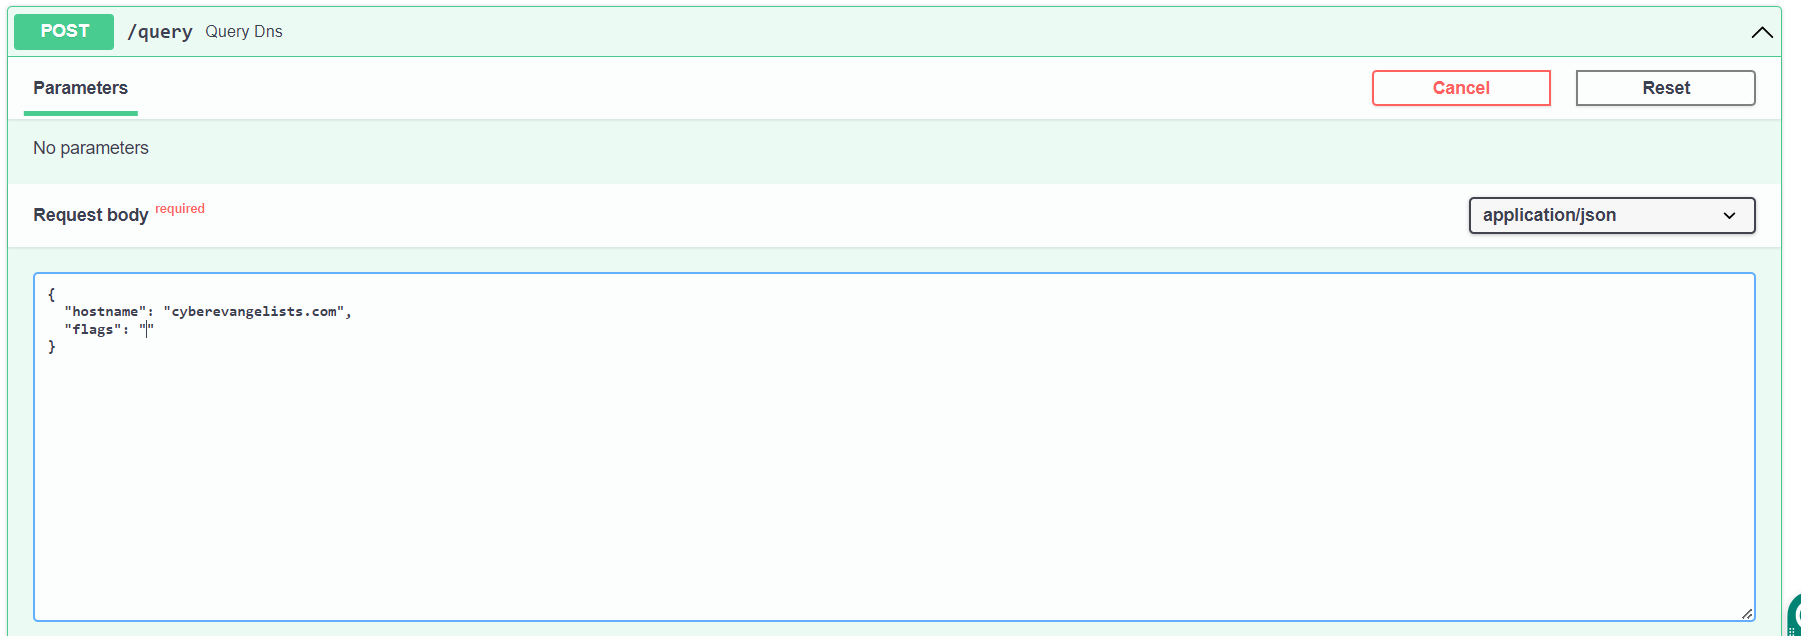 POST /query Query Dns
Parameters
Cancel
Reset
No parameters
Request body required
application/json
{
  "hostname": "cyberevangelists.com",
  "flags": ""
}